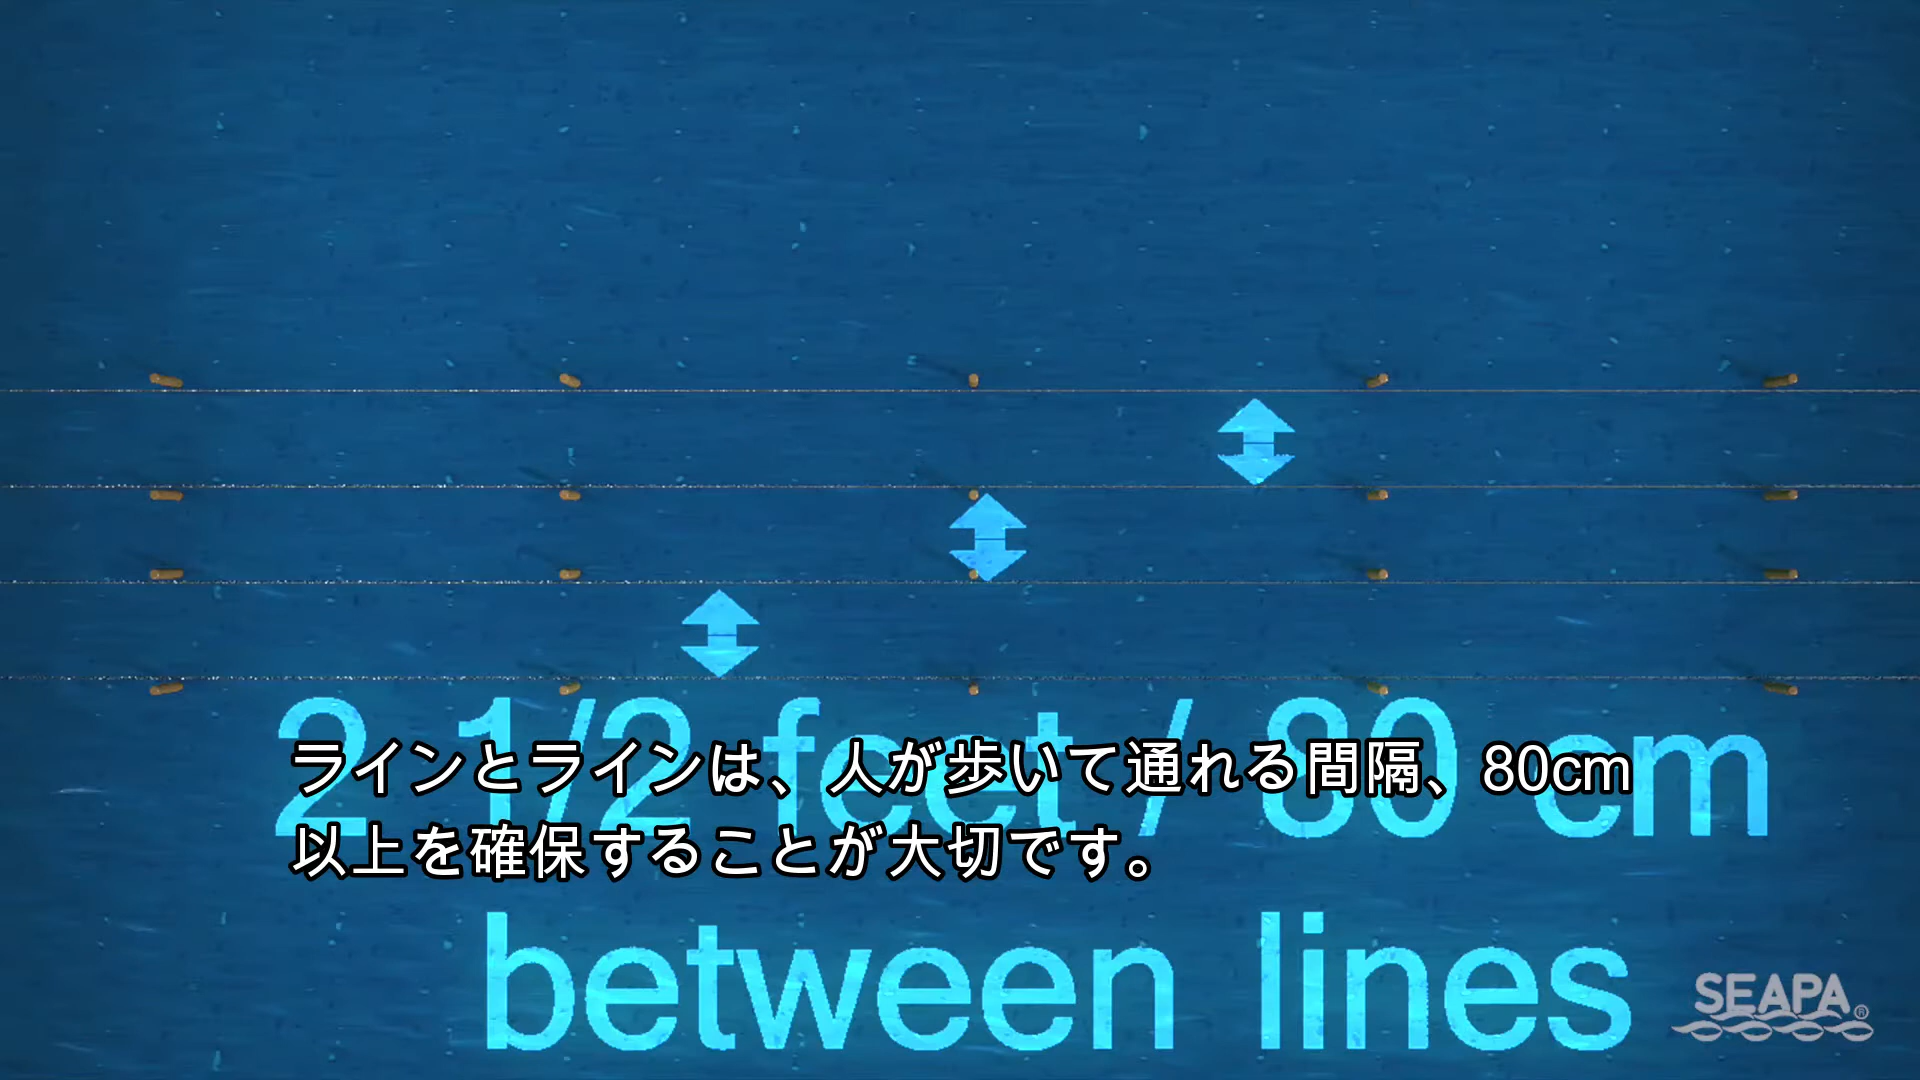 2 1/2 feet / 80 cm
ラインとラインは、人が歩いて通れる間隔、80cm
以上を確保することが大切です。
between lines
SEAPA®